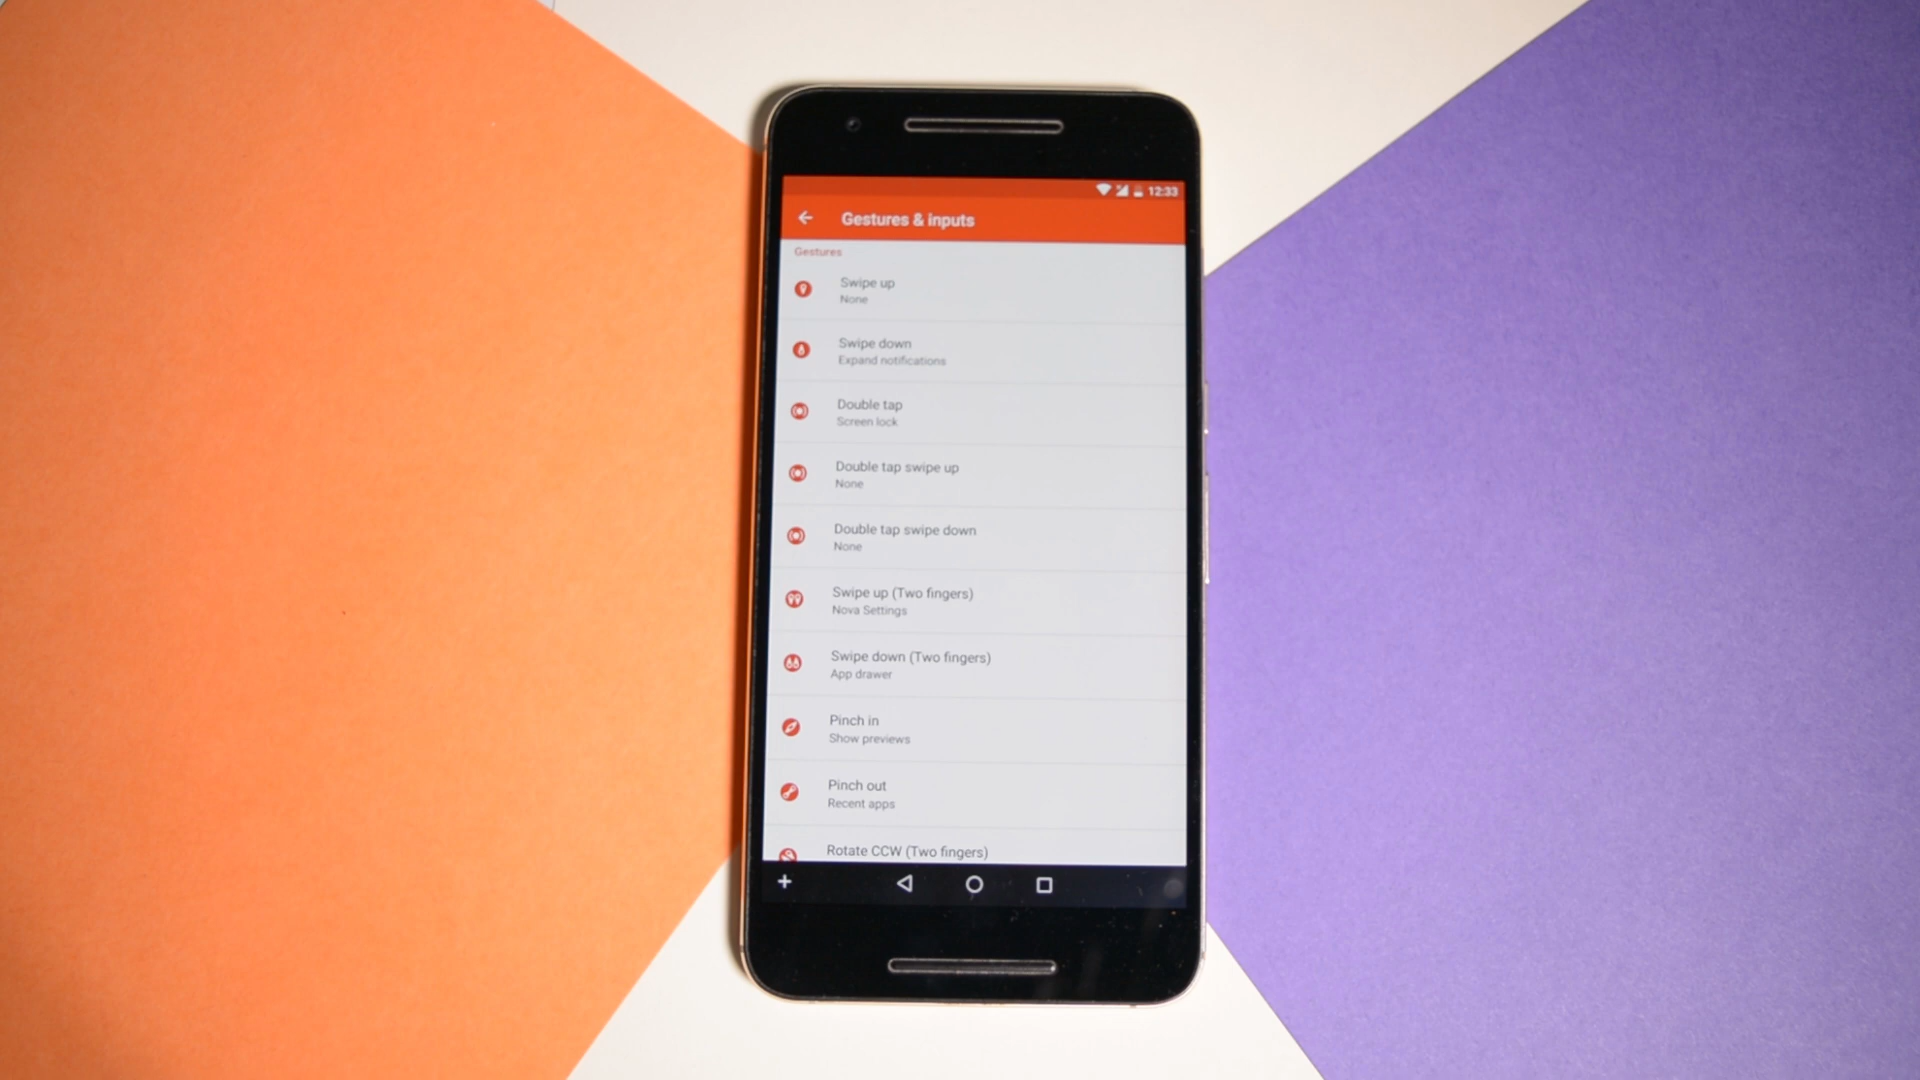 12:33
Gestures & inputs
Gestures
Swipe up
None
Swipe down
Expand notifications
Double tap
Screen lock
Double tap swipe up
None
Double tap swipe down
None
Swipe up (Two fingers)
Nova Settings
Swipe down (Two fingers)
App drawer
Pinch in
Show previews
Pinch out
Recent apps
Rotate CCW (Two fingers)